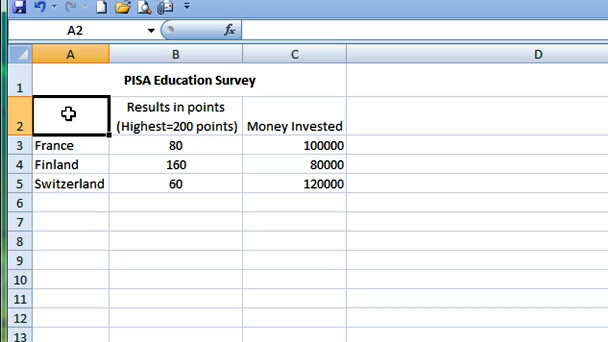 A2
fx
A B C D
1 PISA Education Survey
Results in points
2 (Highest=200 points) Money Invested
3 France 80 100000
4 Finland 160 80000
5 Switzerland 60 120000
6
7
8
9
10
11
12
13